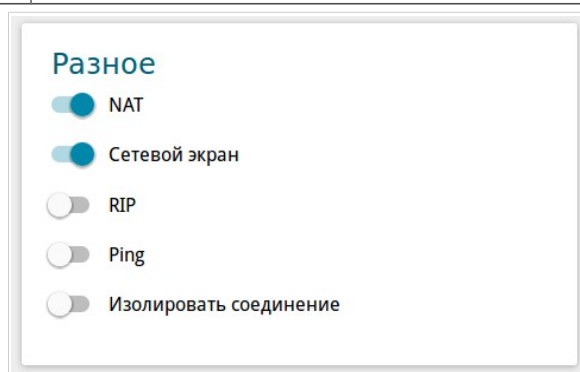 Разное
NAT
Сетевой экран
RIP
Ping
Изолировать соединение